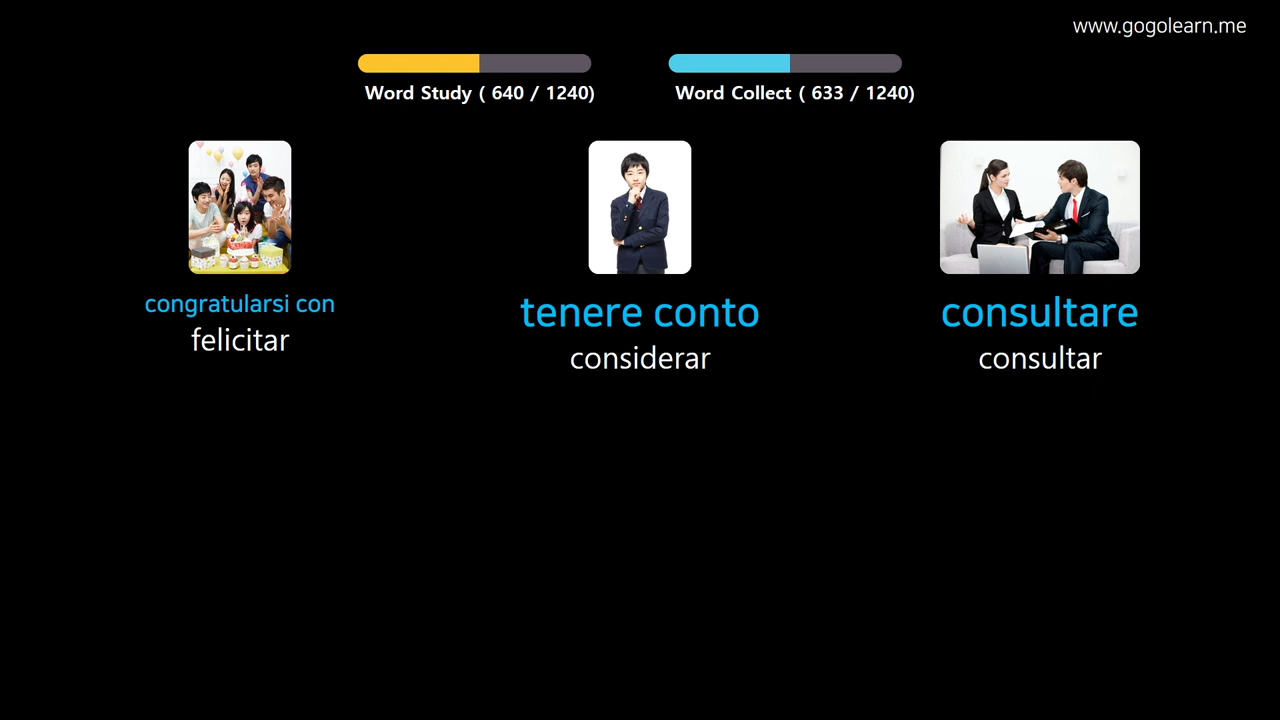 www.gogolearn.me
Word Study ( 640 / 1240)
Word Collect ( 633 / 1240)
congratularsi con
felicitar
tenere conto
considerar
consultare
consultar